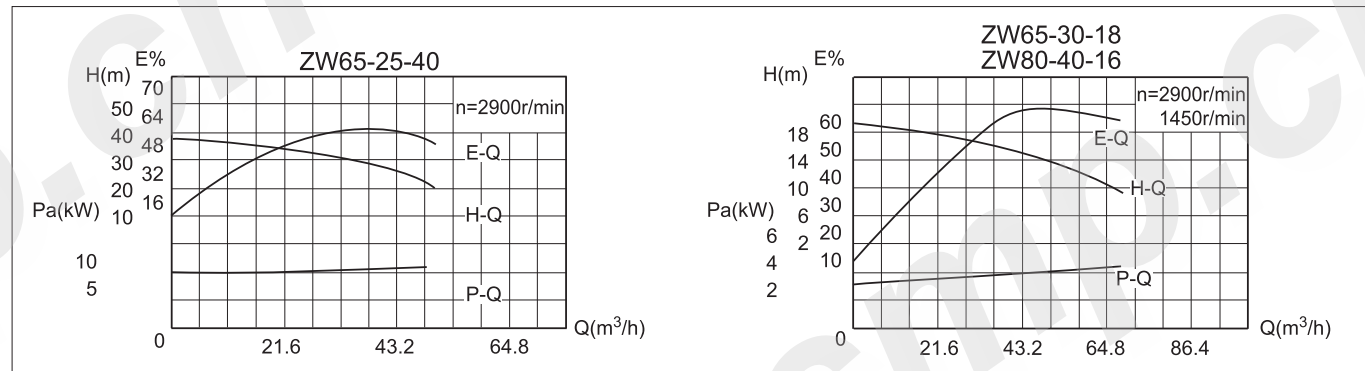 ZW65-25-40
E%
H(m)
70
50
64
40
48
30
32
20
16
Pa(kW)
10
10
5
0
n=2900r/min
E-Q
H-Q
P-Q
Q(m³/h)
21.6 43.2 64.8
ZW65-30-18
ZW80-40-16
E%
H(m)
60
18
50
14
40
10
30
Pa(kW)
6
20
6
2
10
4
2
0
n=2900r/min
1450r/min
E-Q
H-Q
P-Q
Q(m³/h)
21.6 43.2 64.8 86.4
cmp.cn